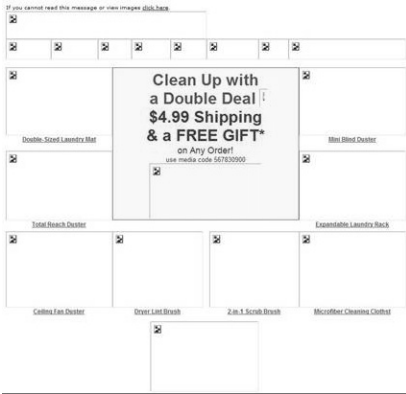 If you cannot read this message or view images click here.
Clean Up with
a Double Deal
$4.99 Shipping
& a FREE GIFT*
on Any Order!
use media code 567830900
Double-Sized Laundry Mat
Mini Blind Duster
Total Reach Duster
Expandable Laundry Rack
Ceiling Fan Duster
Dryer Lint Brush
2-in-1 Scrub Brush
Microfiber Cleaning Cloths!